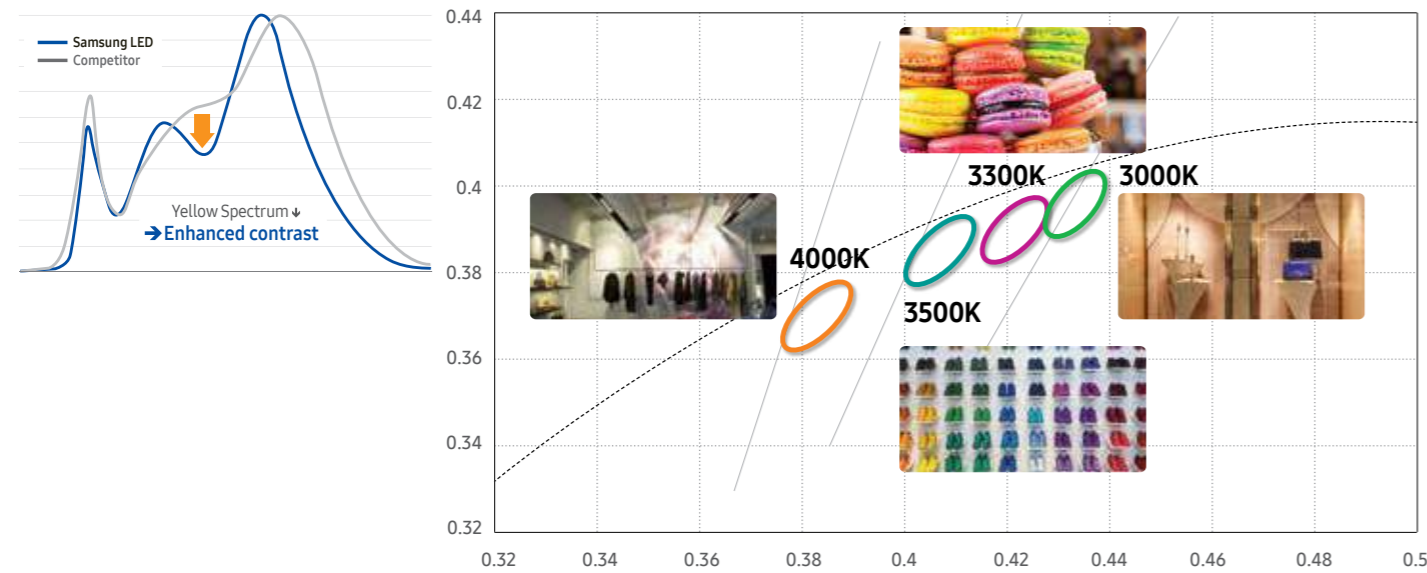 Samsung LED
Competitor
Yellow Spectrum ↓
➔ Enhanced contrast
0.44
0.42
0.4
0.38
0.36
0.34
0.32
0.32 0.34 0.36 0.38 0.4 0.42 0.44 0.46 0.48 0.5
3300K
3000K
4000K
3500K